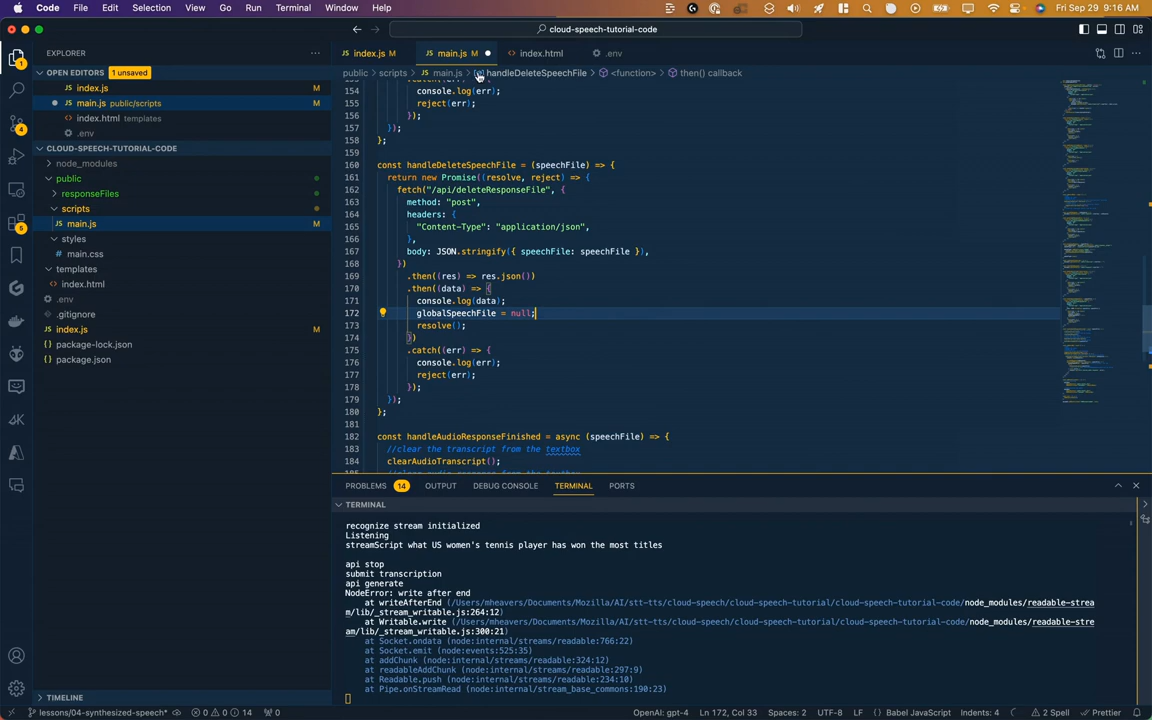 Code File Edit Selection View Go Run Terminal Window Help Fri Sep 29 9:16 AM
cloud-speech-tutorial-code
EXPLORER
index.js M main.js M index.html .env
OPEN EDITORS 1 unsaved
public > scripts > main.js > handleDeleteSpeechFile > <function> > then() callback
index.js M
main.js public/scripts M
index.html templates
.env
CLOUD-SPEECH-TUTORIAL-CODE
node_modules
public
responseFiles
scripts
main.js M
styles
main.css
templates
index.html
.env
.gitignore
index.js M
package-lock.json
package.json
TIMELINE
154 console.log(err);
155 reject(err);
156 });
157 });
158 };
159
160 const handleDeleteSpeechFile = (speechFile) => {
161 return new Promise((resolve, reject) => {
162 fetch("/api/deleteResponseFile", {
163 method: "post",
164 headers: {
165 "Content-Type": "application/json",
166 },
167 body: JSON.stringify({ speechFile: speechFile }),
168 })
169 .then((res) => res.json())
170 .then((data) => {
171 console.log(data);
172 globalSpeechFile = null;
173 resolve();
174 })
175 .catch((err) => {
176 console.log(err);
177 reject(err);
178 });
179 });
180 };
181
182 const handleAudioResponseFinished = async (speechFile) => {
183 //clear the transcript from the textbox
184 clearAudioTranscript();
PROBLEMS 14 OUTPUT DEBUG CONSOLE TERMINAL PORTS
TERMINAL
recognize stream initialized
Listening
streamScript what US women's tennis player has won the most titles
api stop
submit transcription
api generate
NodeError: write after end
at writeAfterEnd (/Users/mheavers/Documents/Mozilla/AI/stt-tts/cloud-speech/cloud-speech-tutorial/cloud-speech-tutorial-code/node_modules/readable-strea
m/lib/_stream_writable.js:264:12)
at Writable.write (/Users/mheavers/Documents/Mozilla/AI/stt-tts/cloud-speech/cloud-speech-tutorial/cloud-speech-tutorial-code/node_modules/readable-stre
am/lib/_stream_writable.js:300:21)
at Socket.ondata (node:internal/streams/readable:766:22)
at Socket.emit (node:events:525:35)
at addChunk (node:internal/streams/readable:324:12)
at readableAddChunk (node:internal/streams/readable:297:9)
at Readable.push (node:internal/streams/readable:234:10)
at Pipe.onStreamRead (node:internal/stream_base_commons:190:23)
lessons/04-synthesized-speech* 0 0 14 0 OpenAI: gpt-4 Ln 172, Col 33 Spaces: 2 UTF-8 LF Babel JavaScript Indents: 4 2 Spell Prettier